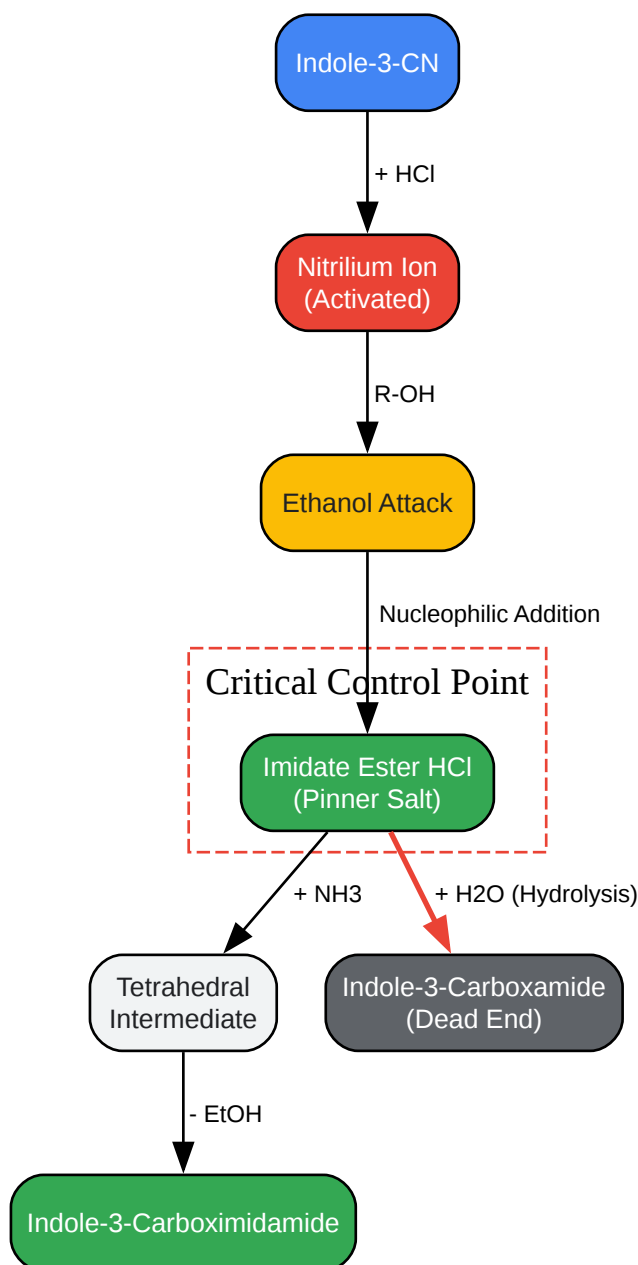 Indole-3-CN
+ HCl
Nitrilium Ion
(Activated)
R-OH
Ethanol Attack
Nucleophilic Addition
Critical Control Point
Imidate Ester HCl
(Pinner Salt)
+ NH3
+ H2O (Hydrolysis)
Tetrahedral
Intermediate
Indole-3-Carboxamide
(Dead End)
- EtOH
Indole-3-Carboximidamide